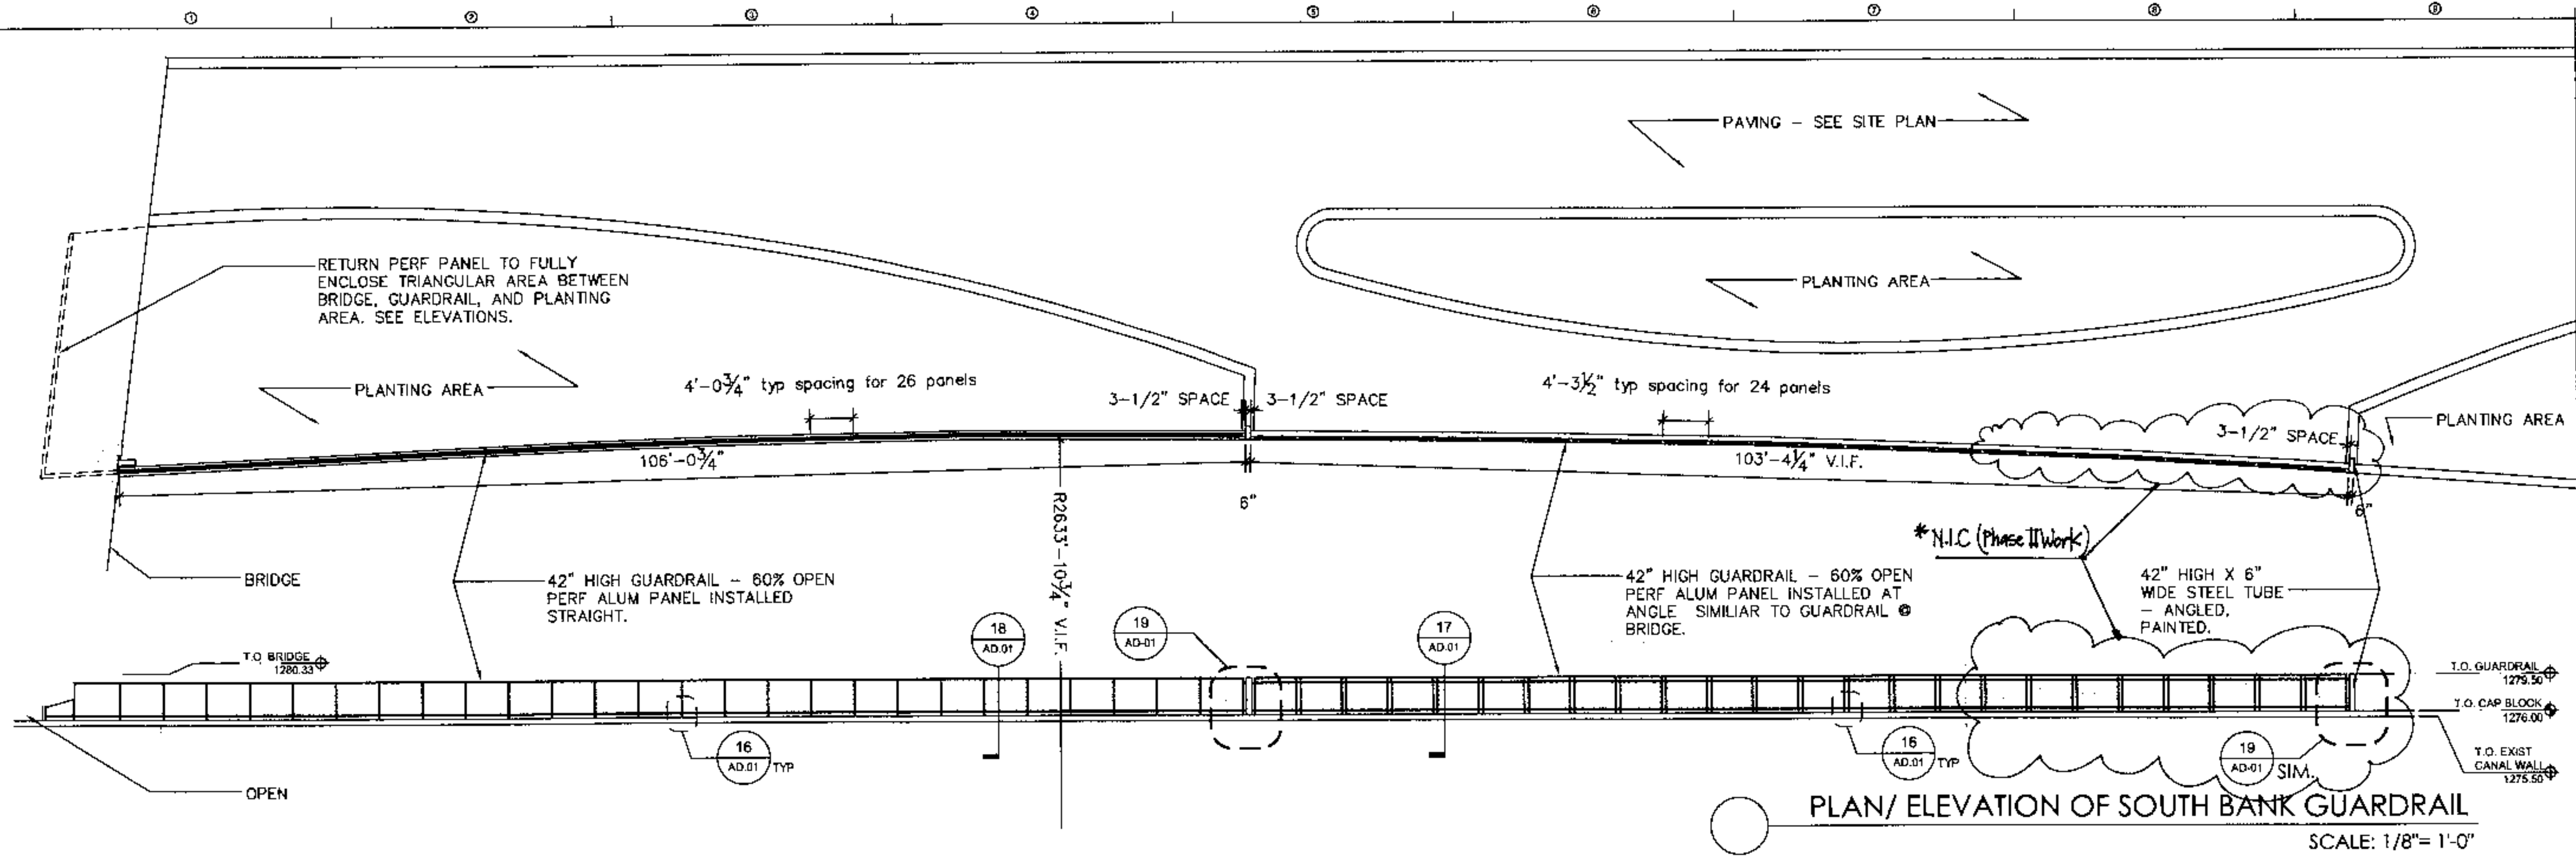 1
2
3
4
5
6
7
8
9
PAVING - SEE SITE PLAN
RETURN PERF PANEL TO FULLY
ENCLOSE TRIANGULAR AREA BETWEEN
BRIDGE, GUARDRAIL, AND PLANTING
AREA. SEE ELEVATIONS.
PLANTING AREA
PLANTING AREA
4'-0¾" typ spacing for 26 panels
3-1/2" SPACE
3-1/2" SPACE
4'-3½" typ spacing for 24 panels
3-1/2" SPACE
PLANTING AREA
106'-0¾"
103'-4¼" V.I.F.
6"
6"
R2633'-10¾" V.I.F.
*N.I.C (Phase II Work)
BRIDGE
42" HIGH GUARDRAIL - 60% OPEN
PERF ALUM PANEL INSTALLED
STRAIGHT.
42" HIGH GUARDRAIL - 60% OPEN
PERF ALUM PANEL INSTALLED AT
ANGLE SIMILIAR TO GUARDRAIL @
BRIDGE.
42" HIGH X 6"
WIDE STEEL TUBE
- ANGLED,
PAINTED.
18
AD.01
19
AD-01
17
AD.01
T.O. BRIDGE
1280.33
T.O. GUARDRAIL
1279.50
T.O. CAP BLOCK
1276.00
T.O. EXIST
CANAL WALL
1275.50
16
AD.01
TYP
16
AD.01
TYP
19
AD-01
SIM.
OPEN
PLAN/ ELEVATION OF SOUTH BANK GUARDRAIL
SCALE: 1/8"= 1'-0"